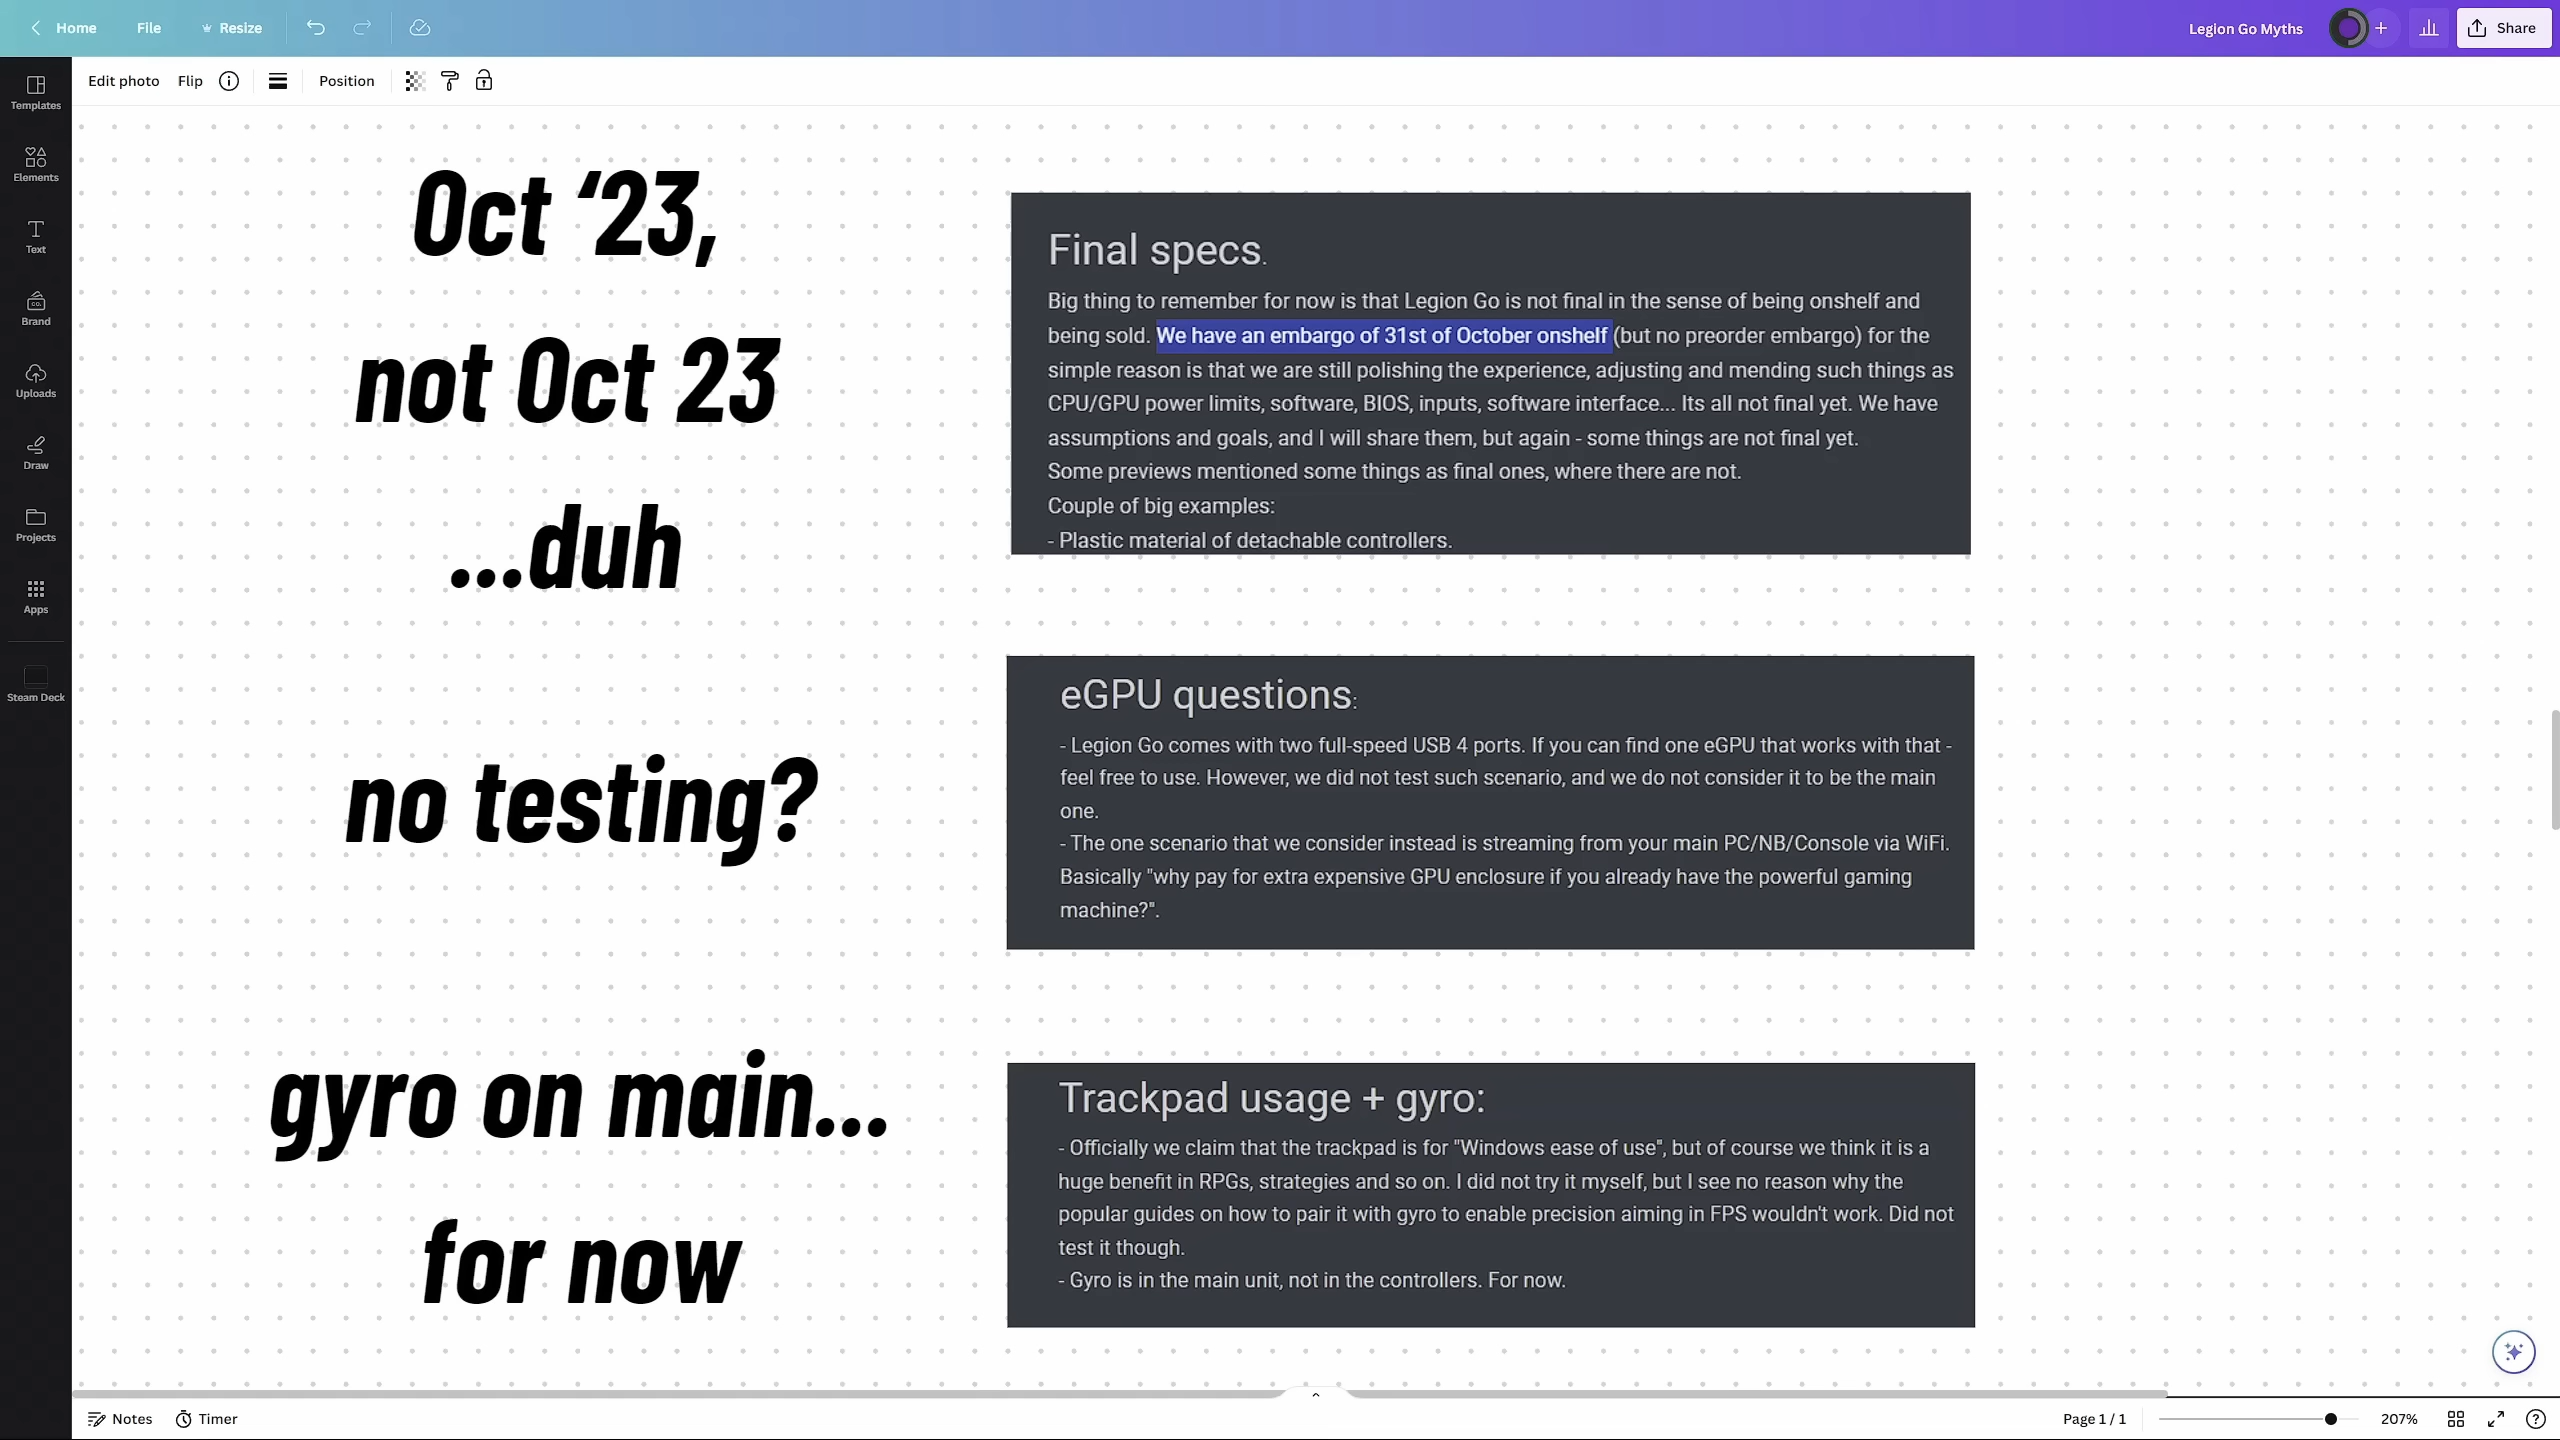 Home
File
Resize
Legion Go Myths
Share
Edit photo
Flip
Position
Templates
Elements
Text
CO.
Brand
Uploads
Draw
Projects
Apps
Steam Deck
Oct ‘23,
not Oct 23
...duh
no testing?
gyro on main...
for now
Final specs.
Big thing to remember for now is that Legion Go is not final in the sense of being onshelf and
being sold. We have an embargo of 31st of October onshelf (but no preorder embargo) for the
simple reason is that we are still polishing the experience, adjusting and mending such things as
CPU/GPU power limits, software, BIOS, inputs, software interface... Its all not final yet. We have
assumptions and goals, and I will share them, but again - some things are not final yet.
Some previews mentioned some things as final ones, where there are not.
Couple of big examples:
- Plastic material of detachable controllers.
eGPU questions:
- Legion Go comes with two full-speed USB 4 ports. If you can find one eGPU that works with that -
feel free to use. However, we did not test such scenario, and we do not consider it to be the main
one.
- The one scenario that we consider instead is streaming from your main PC/NB/Console via WiFi.
Basically "why pay for extra expensive GPU enclosure if you already have the powerful gaming
machine?".
Trackpad usage + gyro:
- Officially we claim that the trackpad is for "Windows ease of use", but of course we think it is a
huge benefit in RPGs, strategies and so on. I did not try it myself, but I see no reason why the
popular guides on how to pair it with gyro to enable precision aiming in FPS wouldn't work. Did not
test it though.
- Gyro is in the main unit, not in the controllers. For now.
Notes
Timer
Page 1 / 1
207%